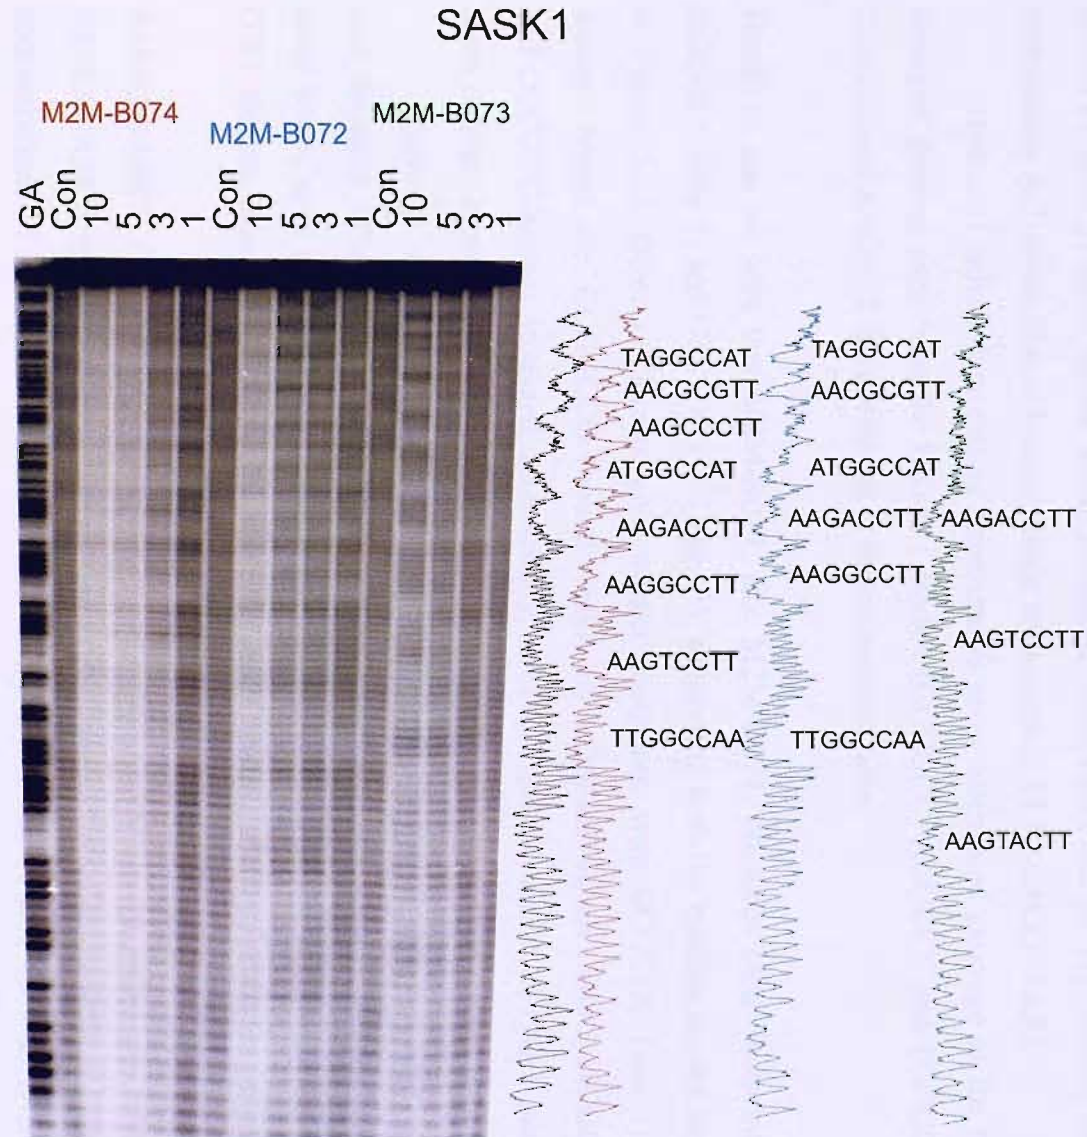 SASK1
M2M-B074
M2M-B072
M2M-B073
GA
Con
10
5
3
1
Con
10
5
3
1
Con
10
5
3
1
TAGGCCAT
AACGCGTT
AAGCCCTT
ATGGCCAT
AAGACCTT
AAGGCCTT
AAGTCCTT
TTGGCCAA
TAGGCCAT
AACGCGTT
ATGGCCAT
AAGACCTT
AAGGCCTT
TTGGCCAA
AAGACCTT
AAGTCCTT
AAGTACTT